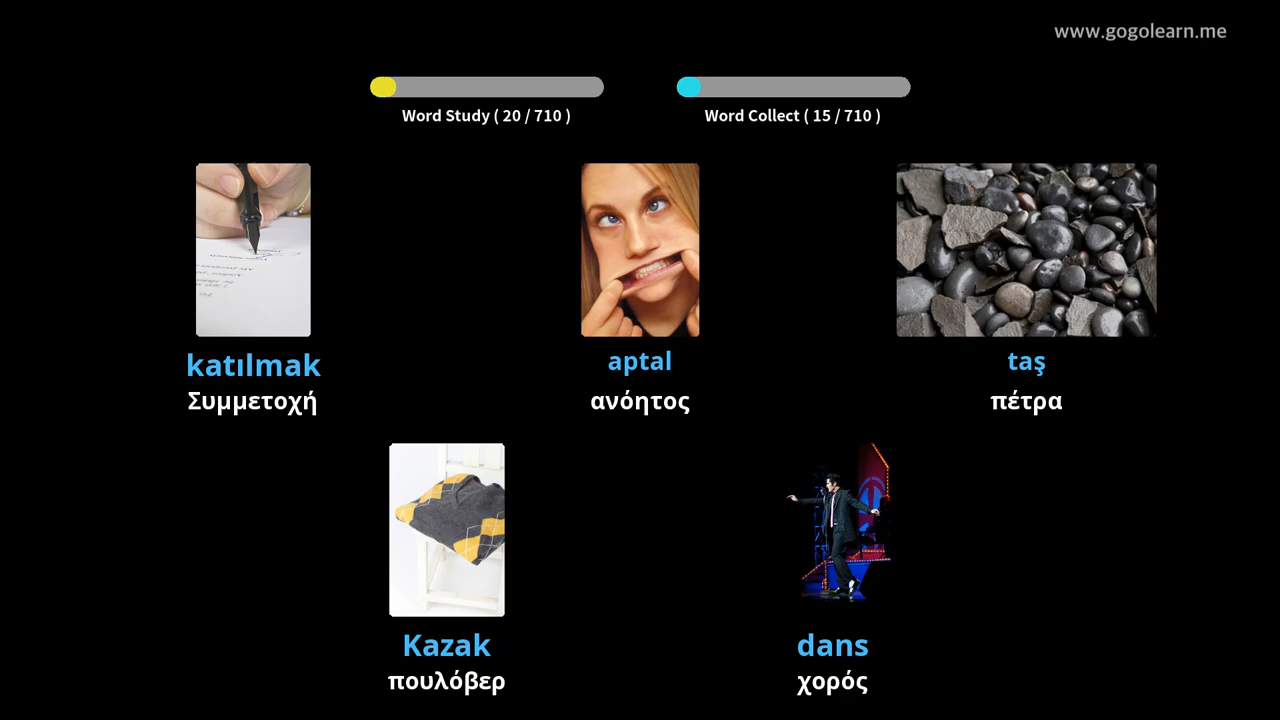 www.gogolearn.me
Word Study ( 20 / 710 )
Word Collect ( 15 / 710 )
katılmak
Συμμετοχή
aptal
ανόητος
taş
πέτρα
Kazak
πουλόβερ
dans
χορός